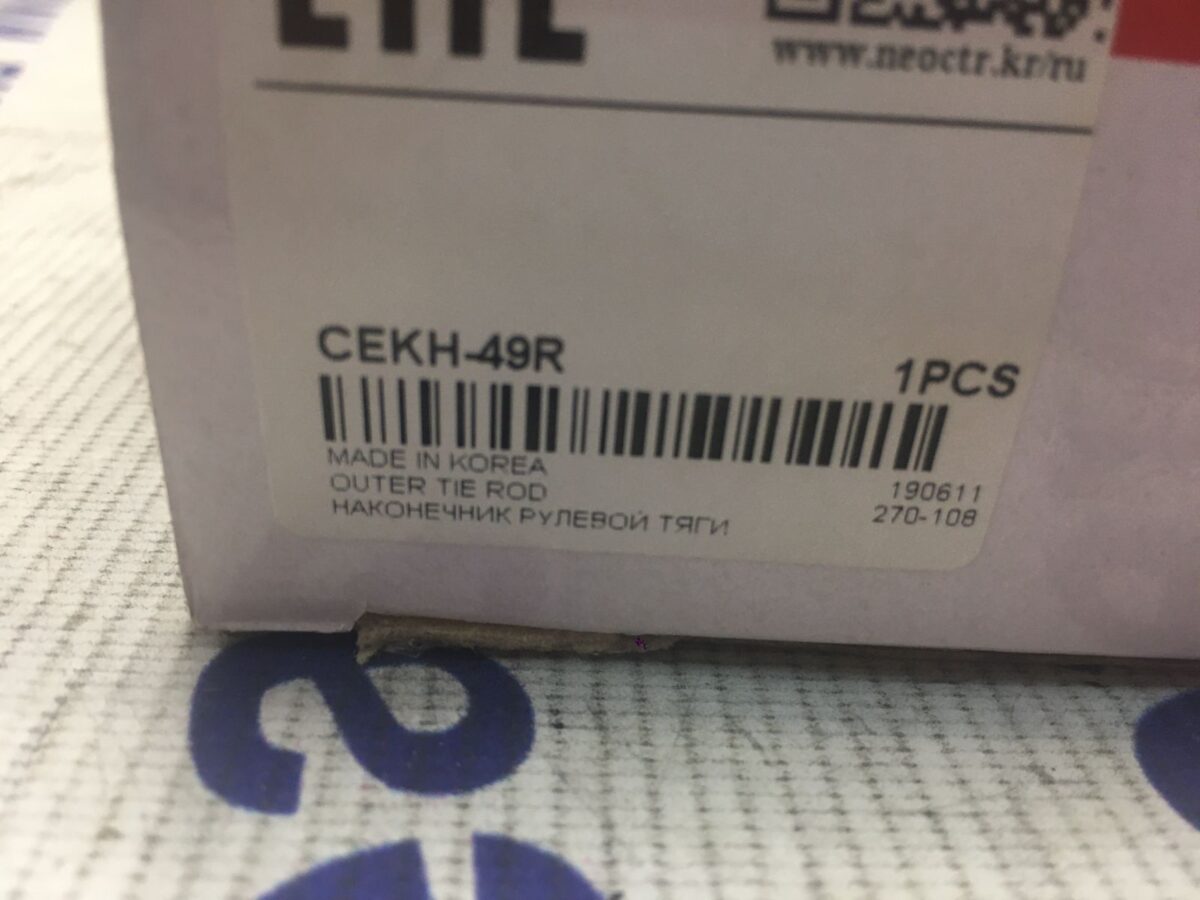 www.neoctr.kr/ru
CEKH-49R
1PCS
MADE IN KOREA
OUTER TIE ROD
190611
НАКОНЕЧНИК РУЛЕВОЙ ТЯГИ
270-108